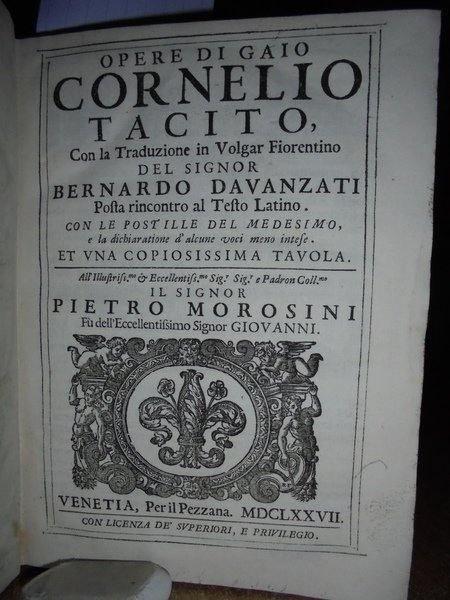 OPERE DI GAIO
CORNELIO
TACITO,
Con la Traduzione in Volgar Fiorentino
DEL SIGNOR
BERNARDO DAVANZATI
Poſta rincontro al Teſto Latino.
CON LE POSTILLE DEL MEDESIMO,
e la dichiaratione d'alcune voci meno inteſe.
ET VNA COPIOSISSIMA TAVOLA.
All'Illuſtriſſ.mo & Eccellentiſſ.mo Sig.r Sig.r e Padron Coll.mo
IL SIGNOR
PIETRO MOROSINI
Fù dell'Eccellentiſſimo Signor GIOVANNI.
VENETIA, Per il Pezzana. MDCLXXVII.
CON LICENZA DE' SVPERIORI, E PRIVILEGIO.